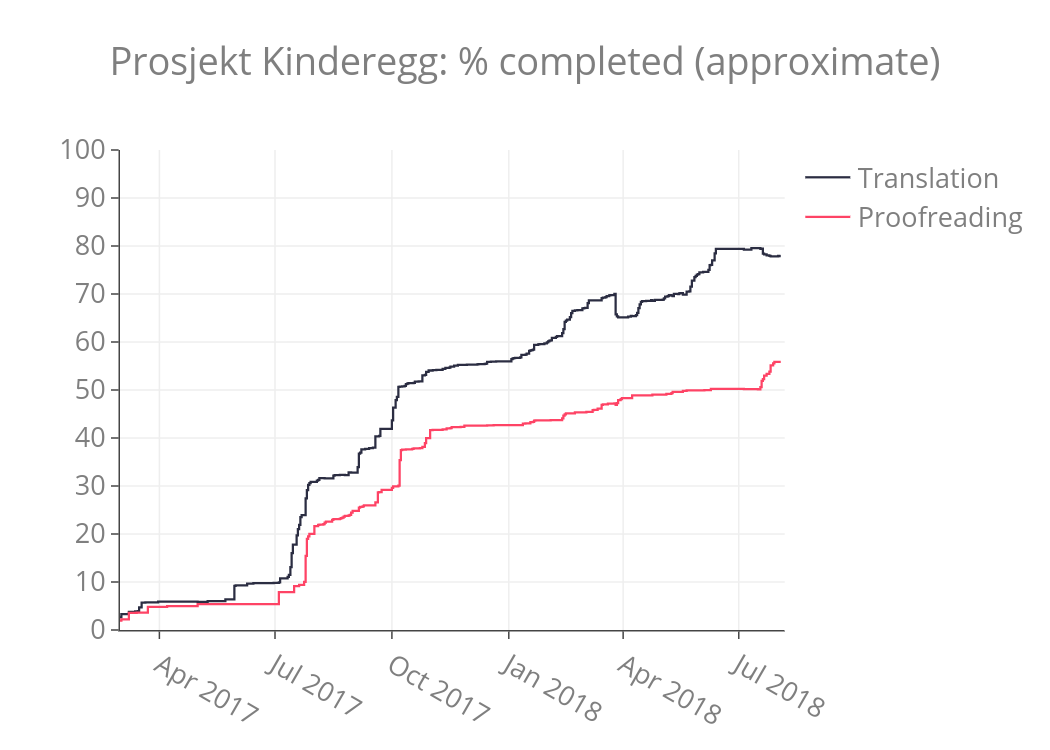 Prosjekt Kinderegg: % completed (approximate)
100
90
80
70
60
50
40
30
20
10
0
Translation
Proofreading
Apr 2017
Jul 2017
Oct 2017
Jan 2018
Apr 2018
Jul 2018